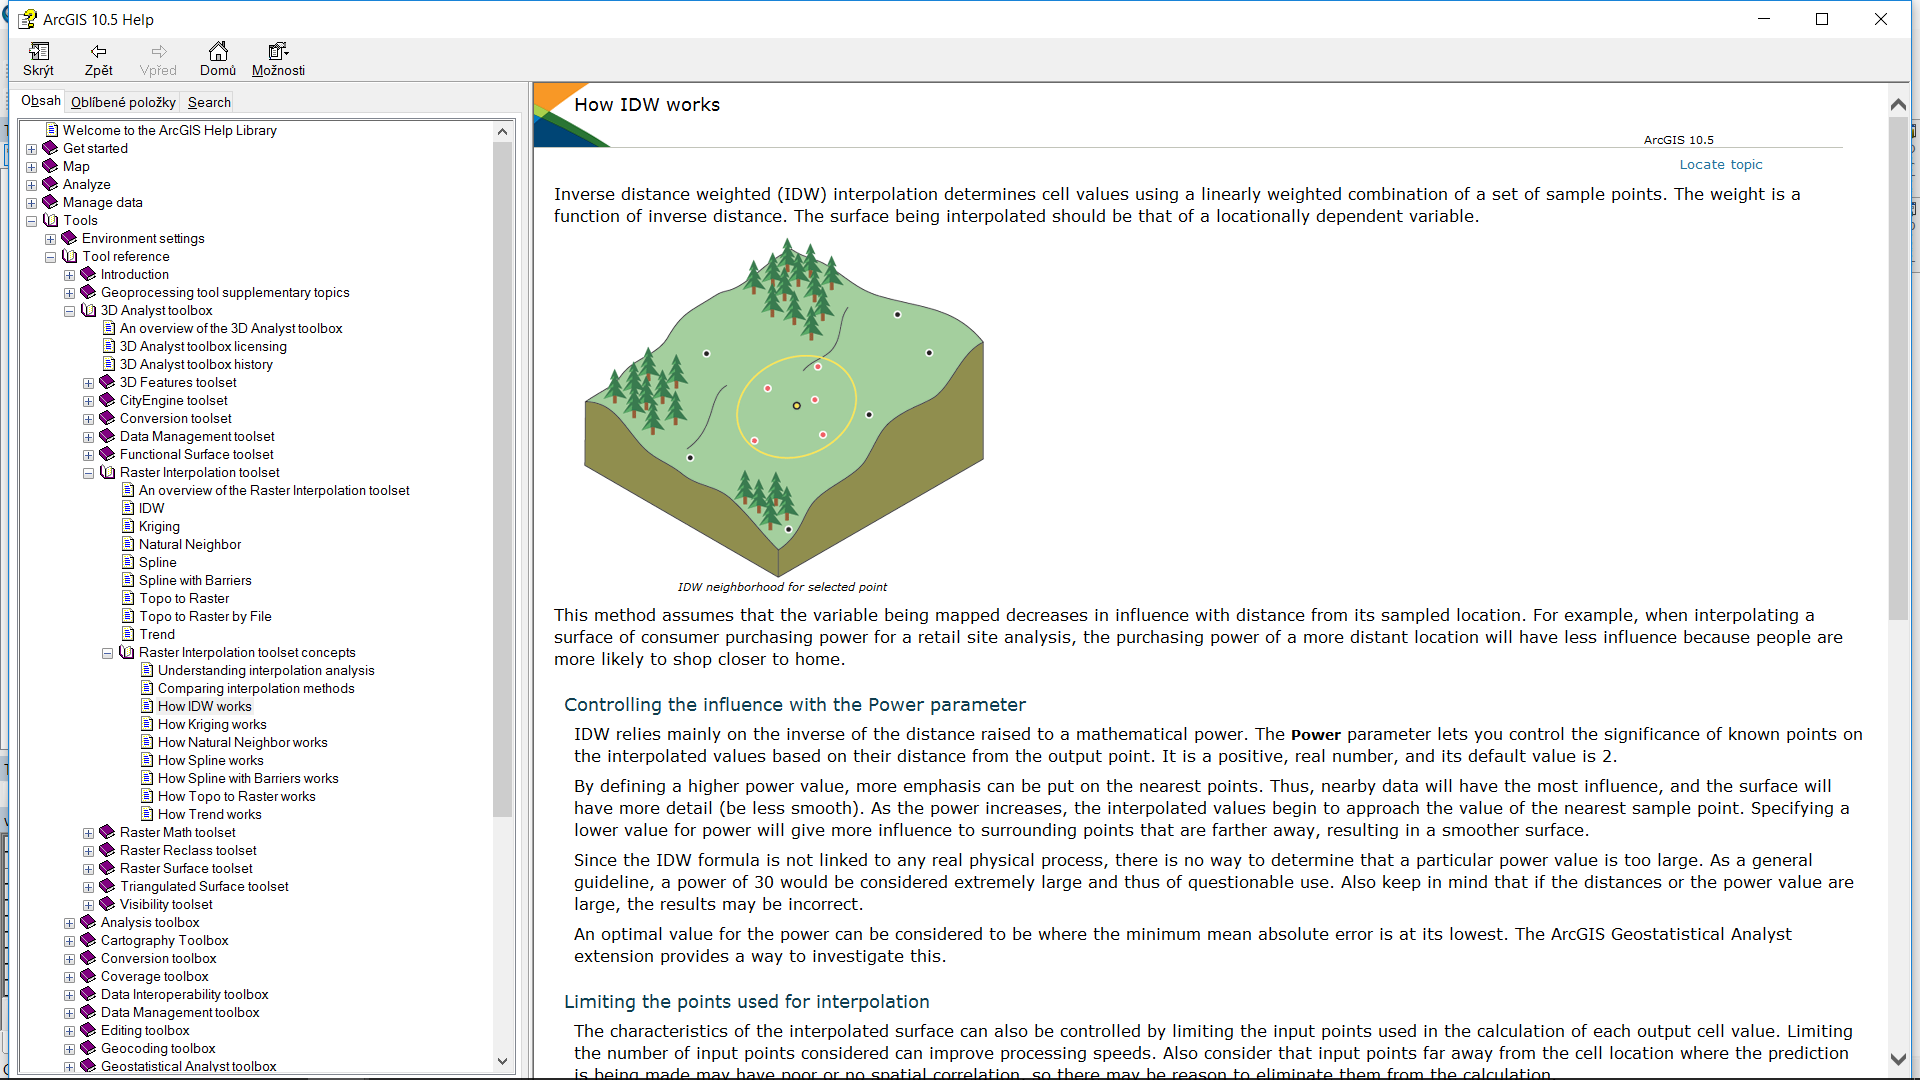 ArcGIS 10.5 Help
Skrýt Zpět Vpřed Domů Možnosti
Obsah Oblíbené položky Search
Welcome to the ArcGIS Help Library
Get started
Map
Analyze
Manage data
Tools
Environment settings
Tool reference
Introduction
Geoprocessing tool supplementary topics
3D Analyst toolbox
An overview of the 3D Analyst toolbox
3D Analyst toolbox licensing
3D Analyst toolbox history
3D Features toolset
CityEngine toolset
Conversion toolset
Data Management toolset
Functional Surface toolset
Raster Interpolation toolset
An overview of the Raster Interpolation toolset
IDW
Kriging
Natural Neighbor
Spline
Spline with Barriers
Topo to Raster
Topo to Raster by File
Trend
Raster Interpolation toolset concepts
Understanding interpolation analysis
Comparing interpolation methods
How IDW works
How Kriging works
How Natural Neighbor works
How Spline works
How Spline with Barriers works
How Topo to Raster works
How Trend works
Raster Math toolset
Raster Reclass toolset
Raster Surface toolset
Triangulated Surface toolset
Visibility toolset
Analysis toolbox
Cartography Toolbox
Conversion toolbox
Coverage toolbox
Data Interoperability toolbox
Data Management toolbox
Editing toolbox
Geocoding toolbox
Geostatistical Analyst toolbox
How IDW works
ArcGIS 10.5
Locate topic
Inverse distance weighted (IDW) interpolation determines cell values using a linearly weighted combination of a set of sample points. The weight is a
function of inverse distance. The surface being interpolated should be that of a locationally dependent variable.
IDW neighborhood for selected point
This method assumes that the variable being mapped decreases in influence with distance from its sampled location. For example, when interpolating a
surface of consumer purchasing power for a retail site analysis, the purchasing power of a more distant location will have less influence because people are
more likely to shop closer to home.
Controlling the influence with the Power parameter
IDW relies mainly on the inverse of the distance raised to a mathematical power. The Power parameter lets you control the significance of known points on
the interpolated values based on their distance from the output point. It is a positive, real number, and its default value is 2.
By defining a higher power value, more emphasis can be put on the nearest points. Thus, nearby data will have the most influence, and the surface will
have more detail (be less smooth). As the power increases, the interpolated values begin to approach the value of the nearest sample point. Specifying a
lower value for power will give more influence to surrounding points that are farther away, resulting in a smoother surface.
Since the IDW formula is not linked to any real physical process, there is no way to determine that a particular power value is too large. As a general
guideline, a power of 30 would be considered extremely large and thus of questionable use. Also keep in mind that if the distances or the power value are
large, the results may be incorrect.
An optimal value for the power can be considered to be where the minimum mean absolute error is at its lowest. The ArcGIS Geostatistical Analyst
extension provides a way to investigate this.
Limiting the points used for interpolation
The characteristics of the interpolated surface can also be controlled by limiting the input points used in the calculation of each output cell value. Limiting
the number of input points considered can improve processing speeds. Also consider that input points far away from the cell location where the prediction
is being made may have poor or no spatial correlation, so there may be reason to eliminate them from the calculation.